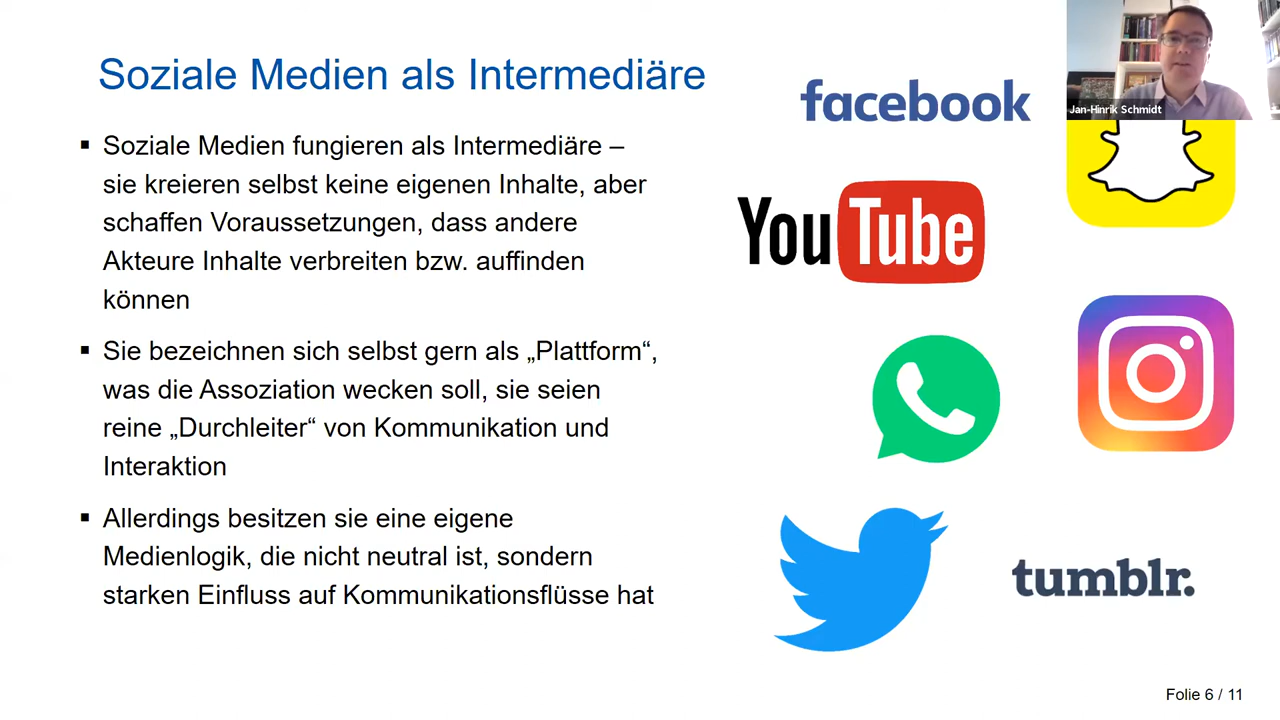 Soziale Medien als Intermediäre
▪ Soziale Medien fungieren als Intermediäre –
sie kreieren selbst keine eigenen Inhalte, aber
schaffen Voraussetzungen, dass andere
Akteure Inhalte verbreiten bzw. auffinden
können
▪ Sie bezeichnen sich selbst gern als „Plattform“,
was die Assoziation wecken soll, sie seien
reine „Durchleiter“ von Kommunikation und
Interaktion
▪ Allerdings besitzen sie eine eigene
Medienlogik, die nicht neutral ist, sondern
starken Einfluss auf Kommunikationsflüsse hat
facebook
Jan-Hinrik Schmidt
YouTube
tumblr.
Folie 6 / 11